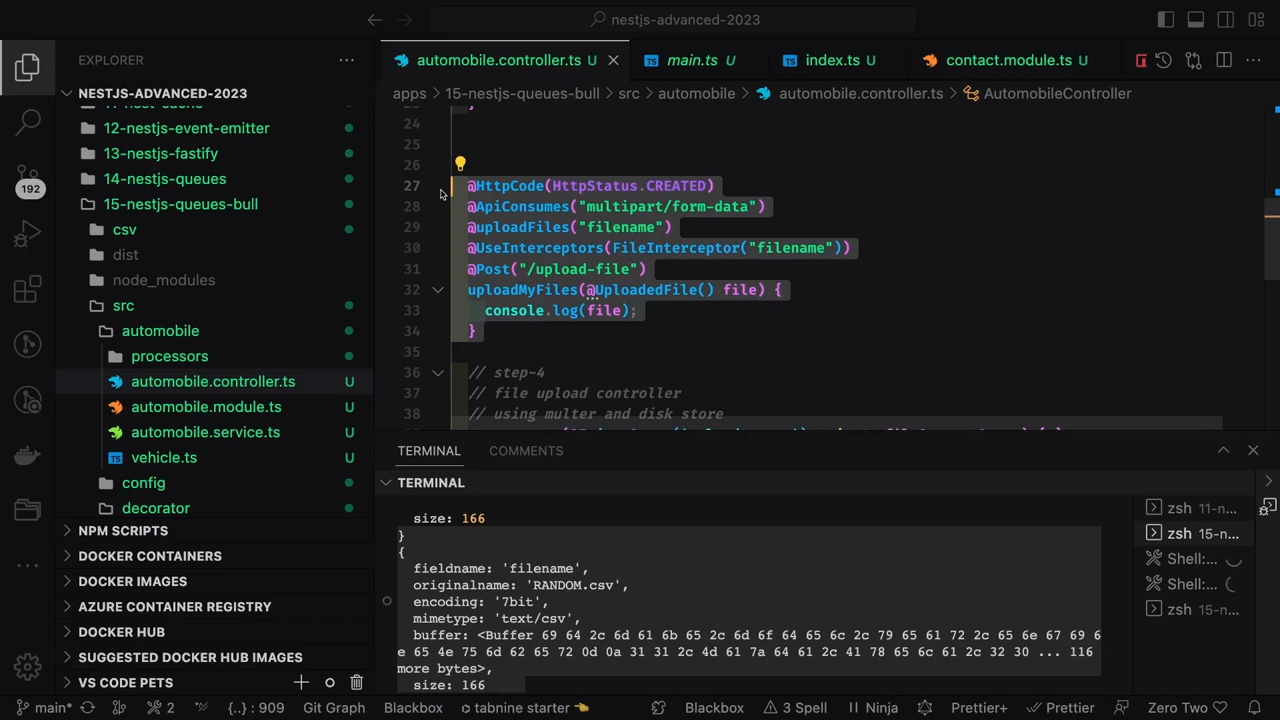 nestjs-advanced-2023
EXPLORER
NESTJS-ADVANCED-2023
12-nestjs-event-emitter
13-nestjs-fastify
14-nestjs-queues
15-nestjs-queues-bull
csv
dist
node_modules
src
automobile
processors
automobile.controller.ts U
automobile.module.ts U
automobile.service.ts U
vehicle.ts U
config
decorator
NPM SCRIPTS
DOCKER CONTAINERS
DOCKER IMAGES
AZURE CONTAINER REGISTRY
DOCKER HUB
SUGGESTED DOCKER HUB IMAGES
VS CODE PETS
192
automobile.controller.ts U
main.ts U
index.ts U
contact.module.ts U
apps > 15-nestjs-queues-bull > src > automobile > automobile.controller.ts > AutomobileController
24
25
26
27 @HttpCode(HttpStatus.CREATED)
28 @ApiConsumes("multipart/form-data")
29 @uploadFiles("filename")
30 @UseInterceptors(FileInterceptor("filename"))
31 @Post("/upload-file")
32 uploadMyFiles(@UploadedFile() file) {
33 console.log(file);
34 }
35
36 // step-4
37 // file upload controller
38 // using multer and disk store
TERMINAL COMMENTS
TERMINAL
size: 166
}
{
fieldname: 'filename',
originalname: 'RANDOM.csv',
encoding: '7bit',
mimetype: 'text/csv',
buffer: <Buffer 69 64 2c 6d 61 6b 65 2c 6d 6f 64 65 6c 2c 79 65 61 72 2c 65 6e 67 69 6
e 65 4e 75 6d 62 65 72 0d 0a 31 31 2c 4d 61 7a 64 61 2c 41 78 65 6c 61 2c 32 30 ... 116
more bytes>,
size: 166
zsh 11-n...
zsh 15-n...
Shell:...
Shell:...
zsh 15-n...
main* 2 {..} : 909 Git Graph Blackbox tabnine starter Blackbox 3 Spell Ninja Prettier+ Prettier Zero Two